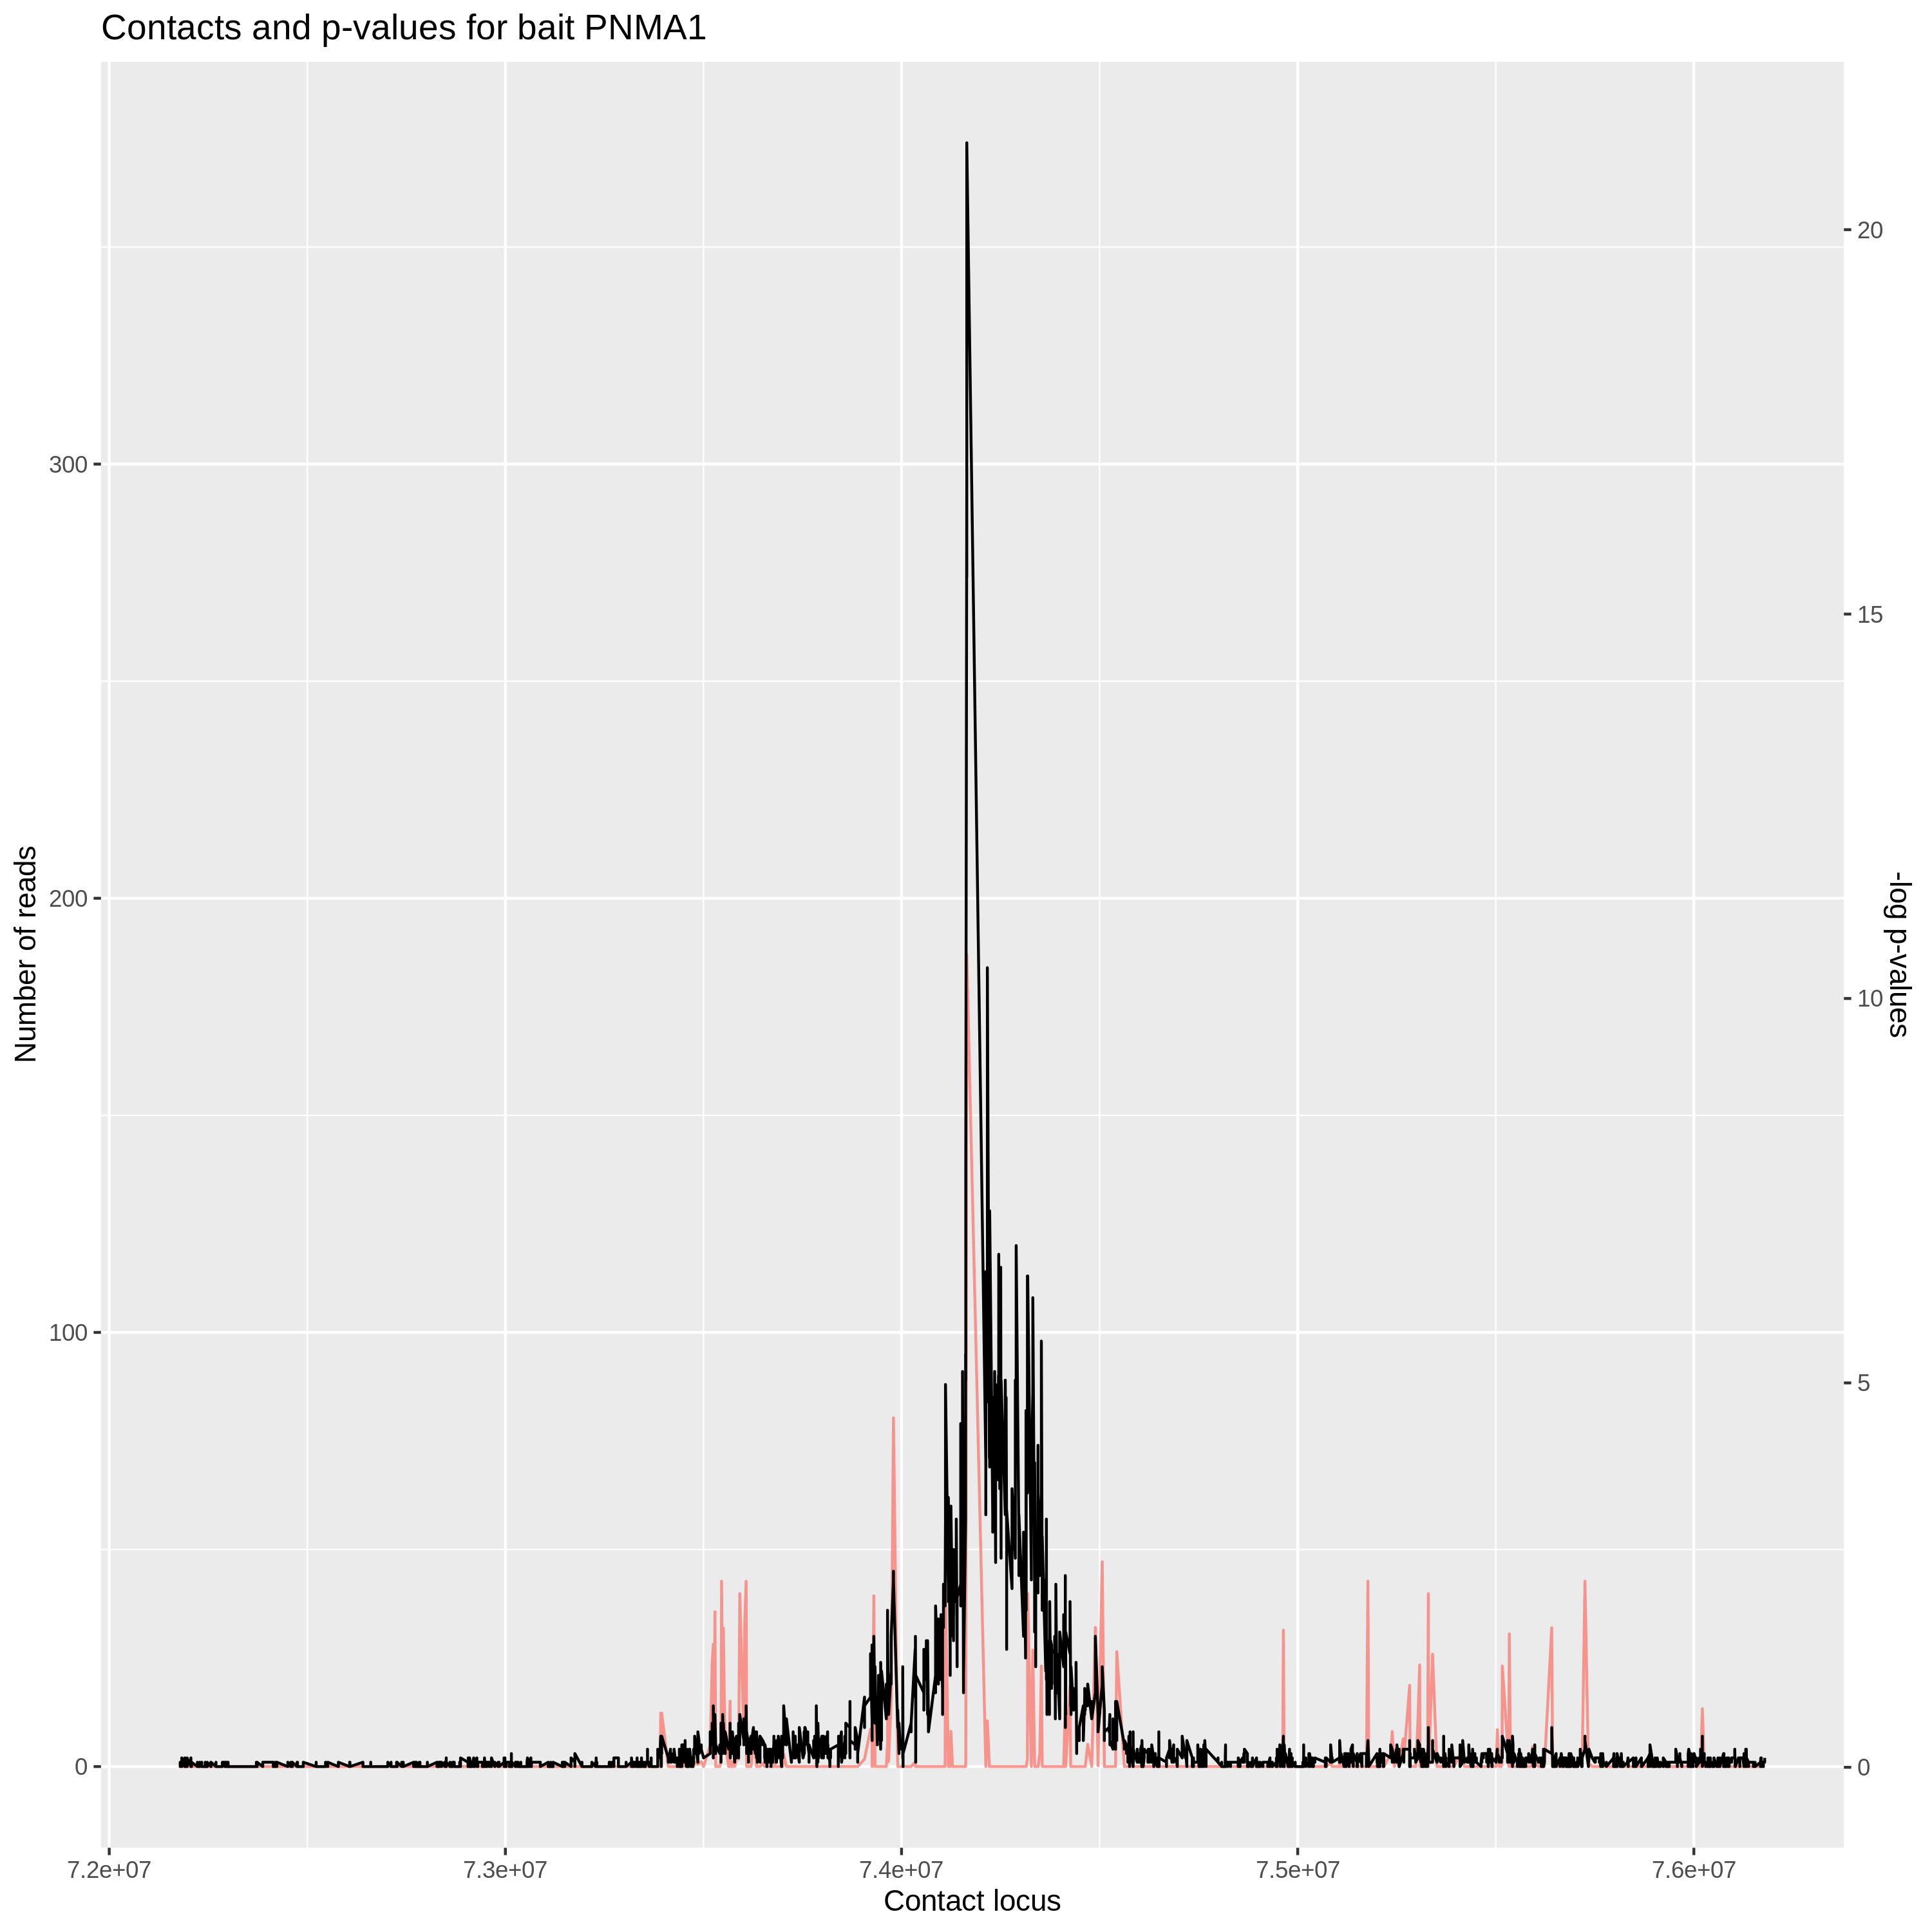 Contacts and p-values for bait PNMA1
Number of reads
300
200
100
0
20
15
10
5
0
-log p-values
7.2e+07 7.3e+07 7.4e+07 7.5e+07 7.6e+07
Contact locus